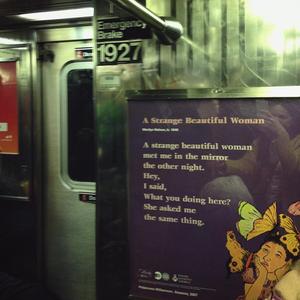 Emergency
Brake
1927
A Strange Beautiful Woman
A strange beautiful woman
met me in the mirror
the other night.
Hey,
I said,
What you doing here?
She asked me
the same thing.